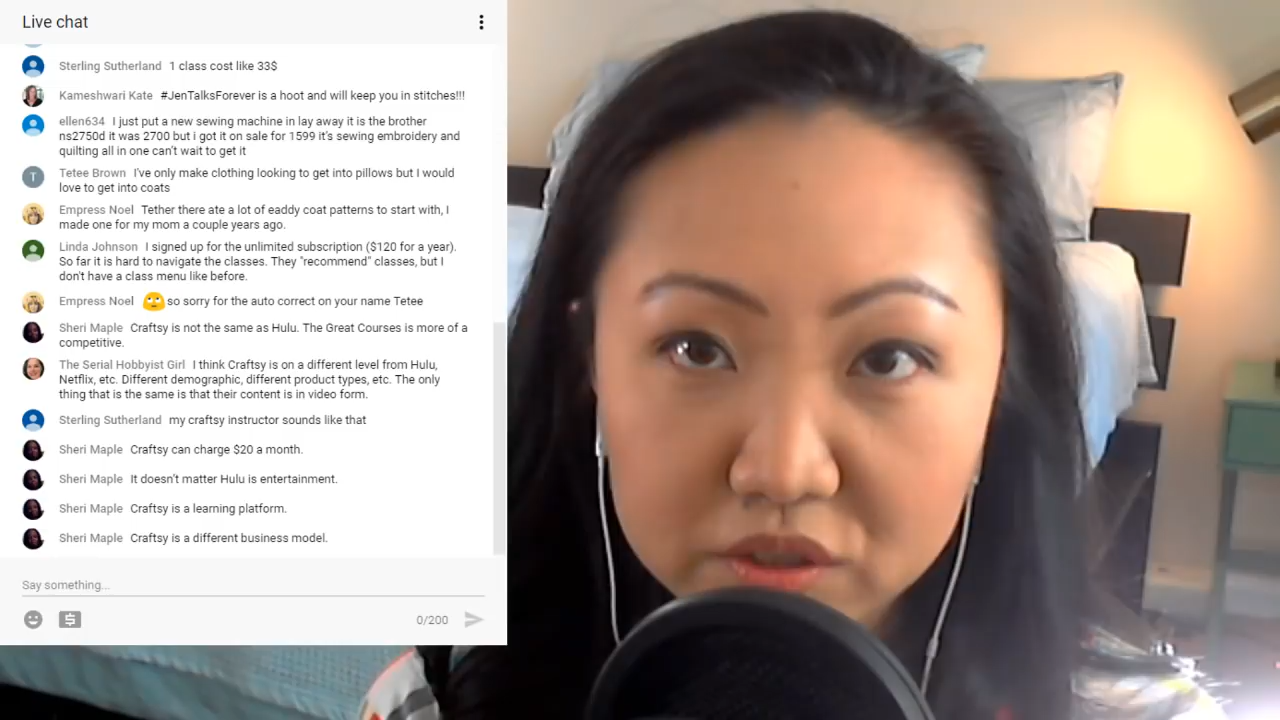 Live chat
Sterling Sutherland 1 class cost like 33$
Kameshwari Kate #JenTalksForever is a hoot and will keep you in stitches!!!
ellen634 I just put a new sewing machine in lay away it is the brother
ns2750d it was 2700 but i got it on sale for 1599 it's sewing embroidery and
quilting all in one can't wait to get it
T
Tetee Brown I've only make clothing looking to get into pillows but I would
love to get into coats
Empress Noel Tether there ate a lot of eaddy coat patterns to start with, I
made one for my mom a couple years ago.
Linda Johnson I signed up for the unlimited subscription ($120 for a year).
So far it is hard to navigate the classes. They "recommend" classes, but I
don't have a class menu like before.
Empress Noel 🙄 so sorry for the auto correct on your name Tetee
Sheri Maple Craftsy is not the same as Hulu. The Great Courses is more of a
competitive.
The Serial Hobbyist Girl I think Craftsy is on a different level from Hulu,
Netflix, etc. Different demographic, different product types, etc. The only
thing that is the same is that their content is in video form.
Sterling Sutherland my craftsy instructor sounds like that
Sheri Maple Craftsy can charge $20 a month.
Sheri Maple It doesn't matter Hulu is entertainment.
Sheri Maple Craftsy is a learning platform.
Sheri Maple Craftsy is a different business model.
Say something...
$
0/200